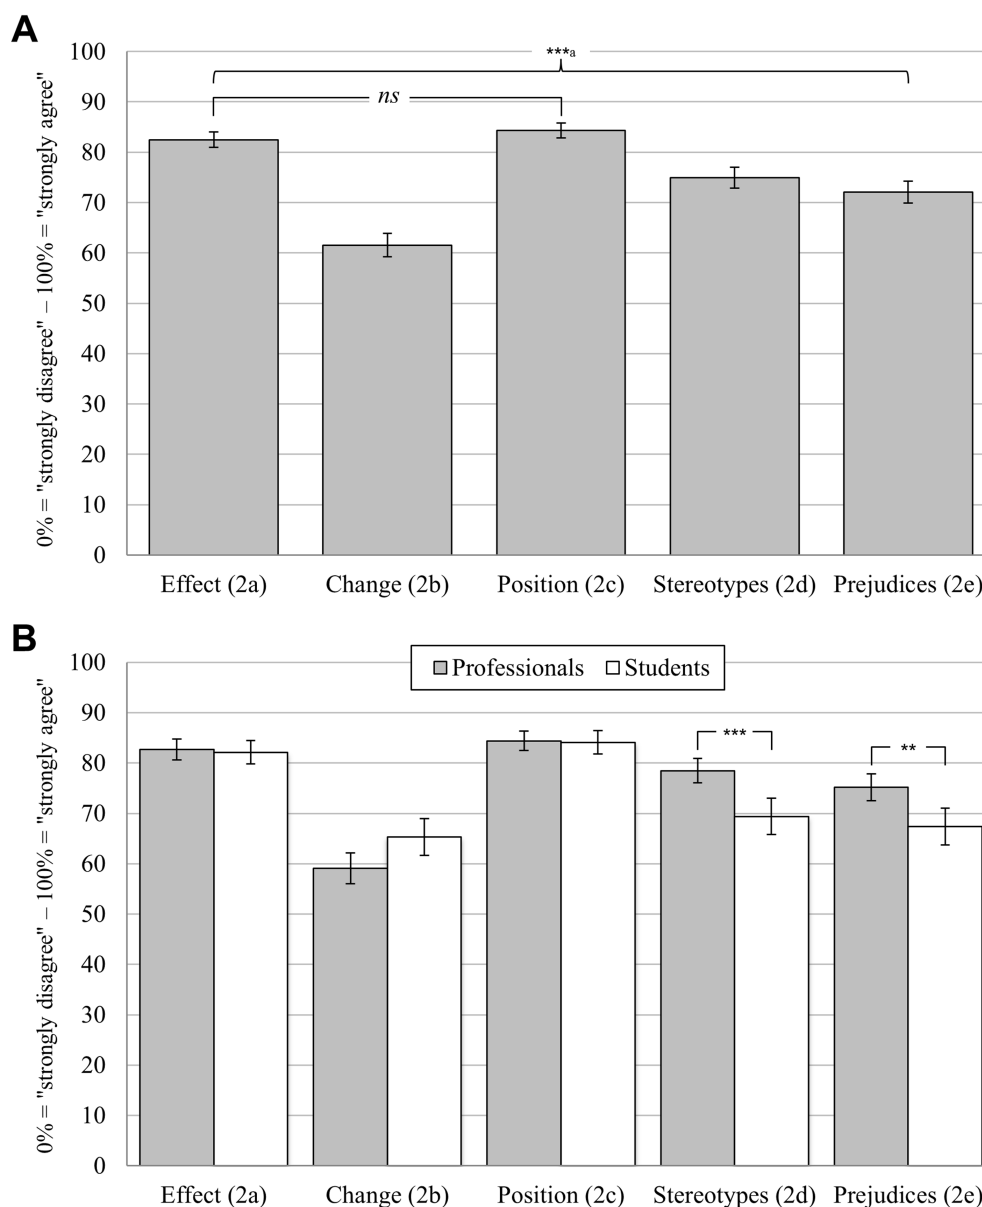 A
***a
ns
0% = "strongly disagree" – 100% = "strongly agree"
100
90
80
70
60
50
40
30
20
10
0
Effect (2a)
Change (2b)
Position (2c)
Stereotypes (2d)
Prejudices (2e)
B
Professionals
Students
***
**
0% = "strongly disagree" – 100% = "strongly agree"
100
90
80
70
60
50
40
30
20
10
0
Effect (2a)
Change (2b)
Position (2c)
Stereotypes (2d)
Prejudices (2e)